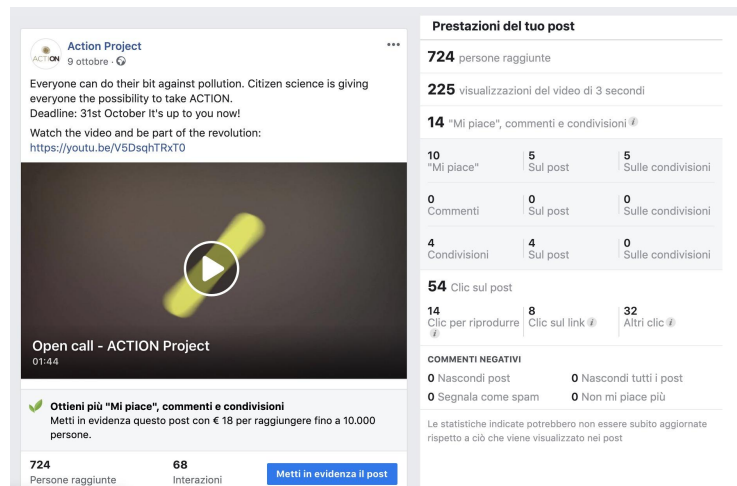 Action Project
9 ottobre ·
ACTION
Everyone can do their bit against pollution. Citizen science is giving
everyone the possibility to take ACTION.
Deadline: 31st October It's up to you now!
Watch the video and be part of the revolution:
https://youtu.be/V5DsqhTRxT0
Open call - ACTION Project
01:44
Ottieni più "Mi piace", commenti e condivisioni
Metti in evidenza questo post con € 18 per raggiungere fino a 10.000
persone.
724
Persone raggiunte
68
Interazioni
Metti in evidenza il post
Prestazioni del tuo post
724 persone raggiunte
225 visualizzazioni del video di 3 secondi
14 "Mi piace", commenti e condivisioni
10
"Mi piace"
5
Sul post
5
Sulle condivisioni
0
Commenti
0
Sul post
0
Sulle condivisioni
4
Condivisioni
4
Sul post
0
Sulle condivisioni
54 Clic sul post
14
Clic per riprodurre
8
Clic sul link
32
Altri clic
COMMENTI NEGATIVI
0 Nascondi post
0 Nascondi tutti i post
0 Segnala come spam
0 Non mi piace più
Le statistiche indicate potrebbero non essere subito aggiornate
rispetto a ciò che viene visualizzato nei post